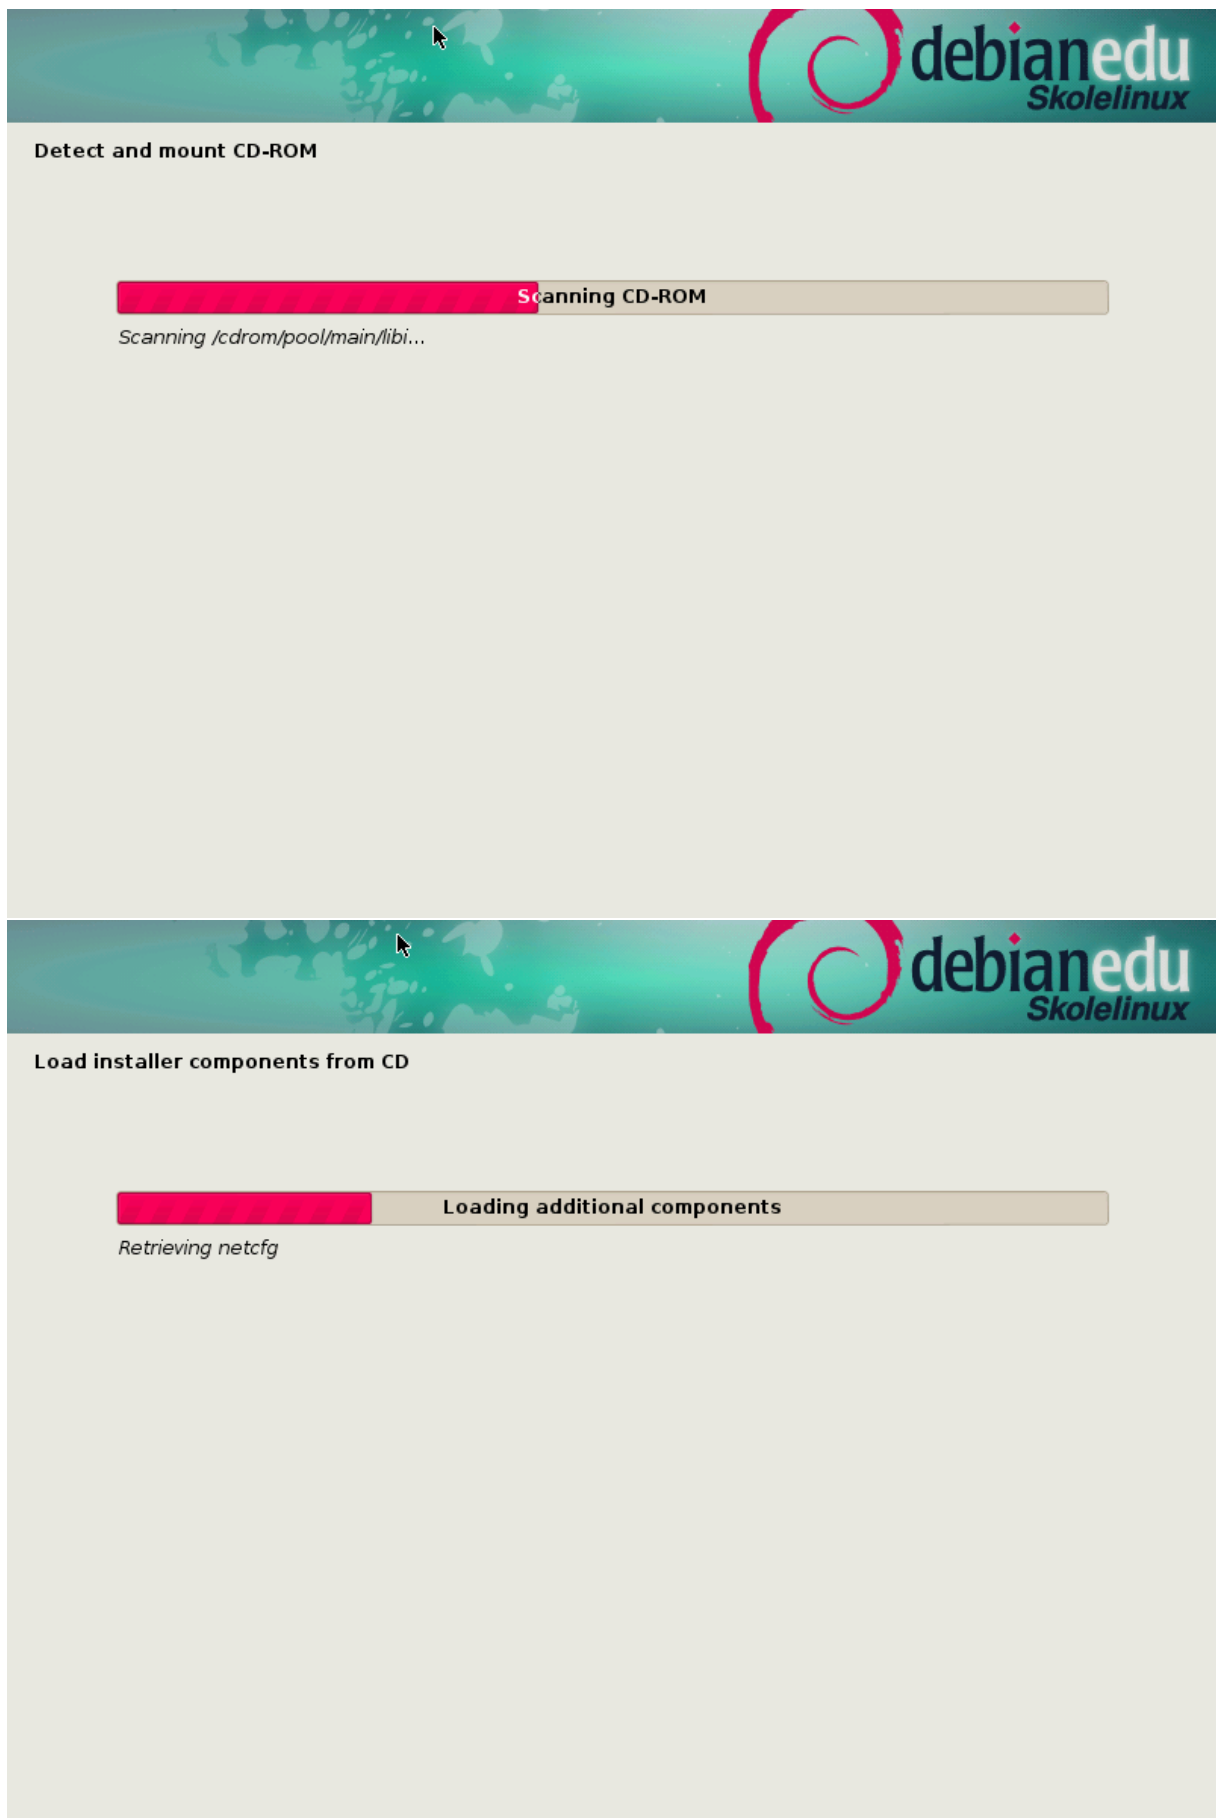 debianedu
Skolelinux
Detect and mount CD-ROM
Scanning CD-ROM
Scanning /cdrom/pool/main/libi...
debianedu
Skolelinux
Load installer components from CD
Loading additional components
Retrieving netcfg